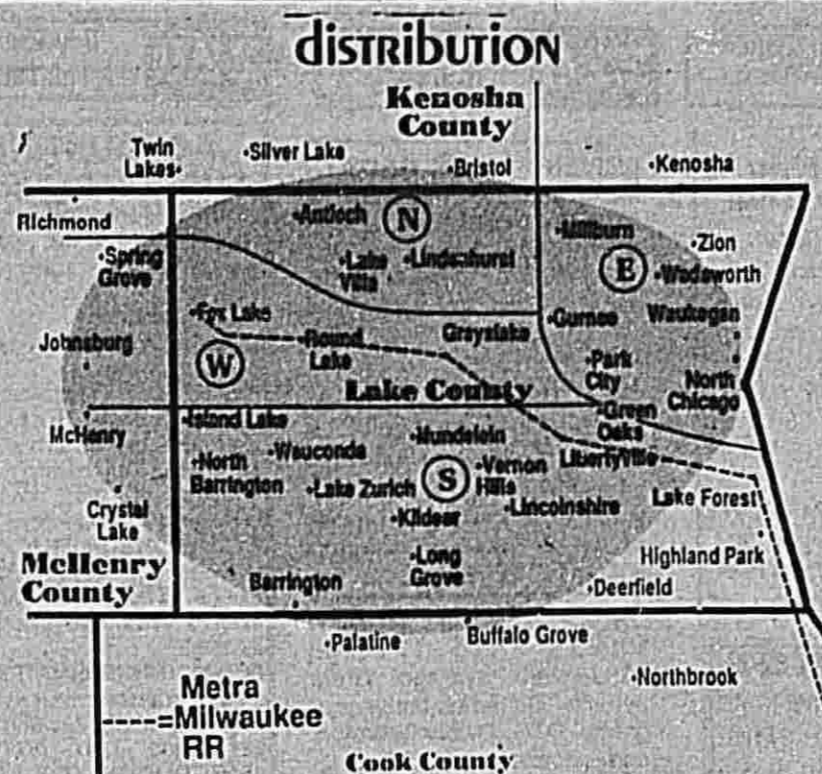 distribution
Kenosha
County
Twin
Lakes
Silver Lake
Bristol
Kenosha
Richmond
Antioch
N
Millburn
Zion
Spring
Grove
Lake
Villa
Lindenhurst
E
Wadsworth
Fox Lake
Grayslake
Gurnee
Waukegan
Johnsburg
Round
Lake
W
Park
City
North
Chicago
Lake County
McHenry
Island Lake
Green
Oaks
Mundelein
Wauconda
North
Barrington
Lake Zurich
S
Vernon
Hills
Libertyville
Crystal
Lake
Kildeer
Lincolnshire
Lake Forest
McHenry
County
Long
Grove
Highland Park
Barrington
Deerfield
Palatine
Buffalo Grove
Northbrook
Metra
----=Milwaukee
RR
Cook County